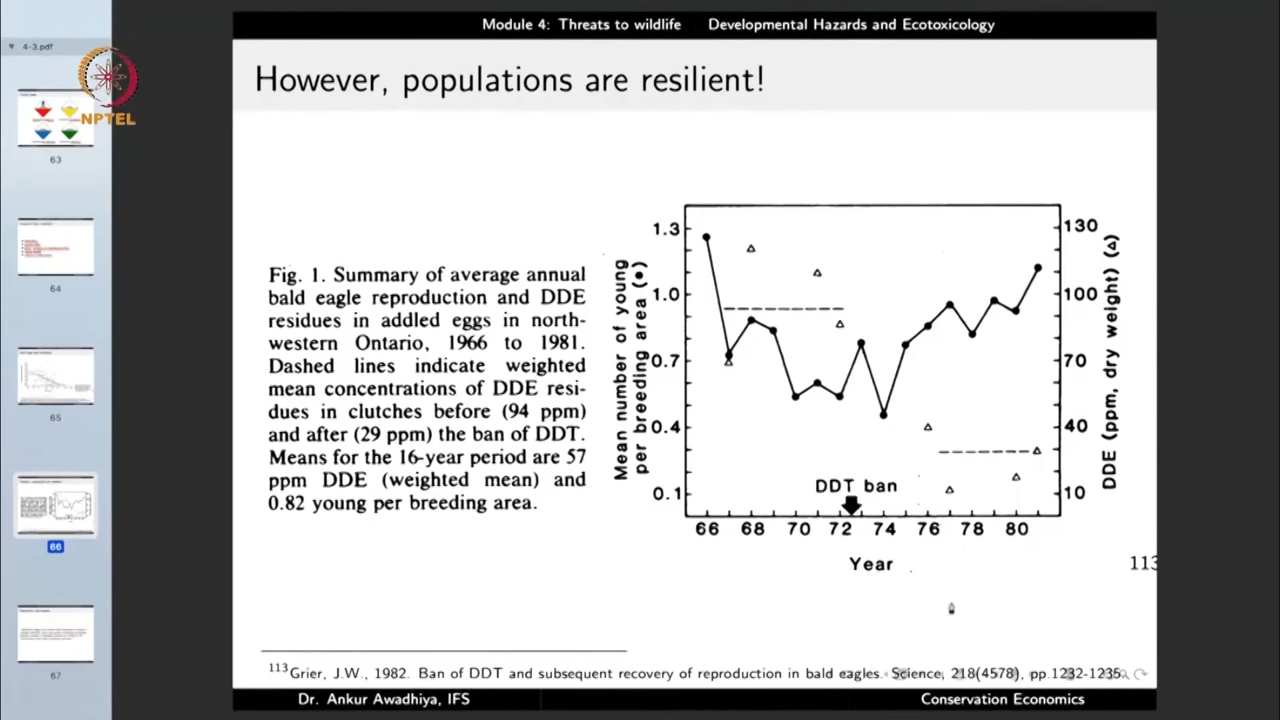 Module 4: Threats to wildlife Developmental Hazards and Ecotoxicology
4-3.pdf
NPTEL
However, populations are resilient!
63
64
65
66
67
Fig. 1. Summary of average annual
bald eagle reproduction and DDE
residues in addled eggs in north-
western Ontario, 1966 to 1981.
Dashed lines indicate weighted
mean concentrations of DDE resi-
dues in clutches before (94 ppm)
and after (29 ppm) the ban of DDT.
Means for the 16-year period are 57
ppm DDE (weighted mean) and
0.82 young per breeding area.
Mean number of young
per breeding area (●)
1.3
1.0
0.7
0.4
0.1
130
100
70
40
10
DDE (ppm, dry weight) (△)
DDT ban
66 68 70 72 74 76 78 80
Year
113
113Grier, J.W., 1982. Ban of DDT and subsequent recovery of reproduction in bald eagles. Science, 218(4578), pp.1232-1235.
Dr. Ankur Awadhiya, IFS Conservation Economics